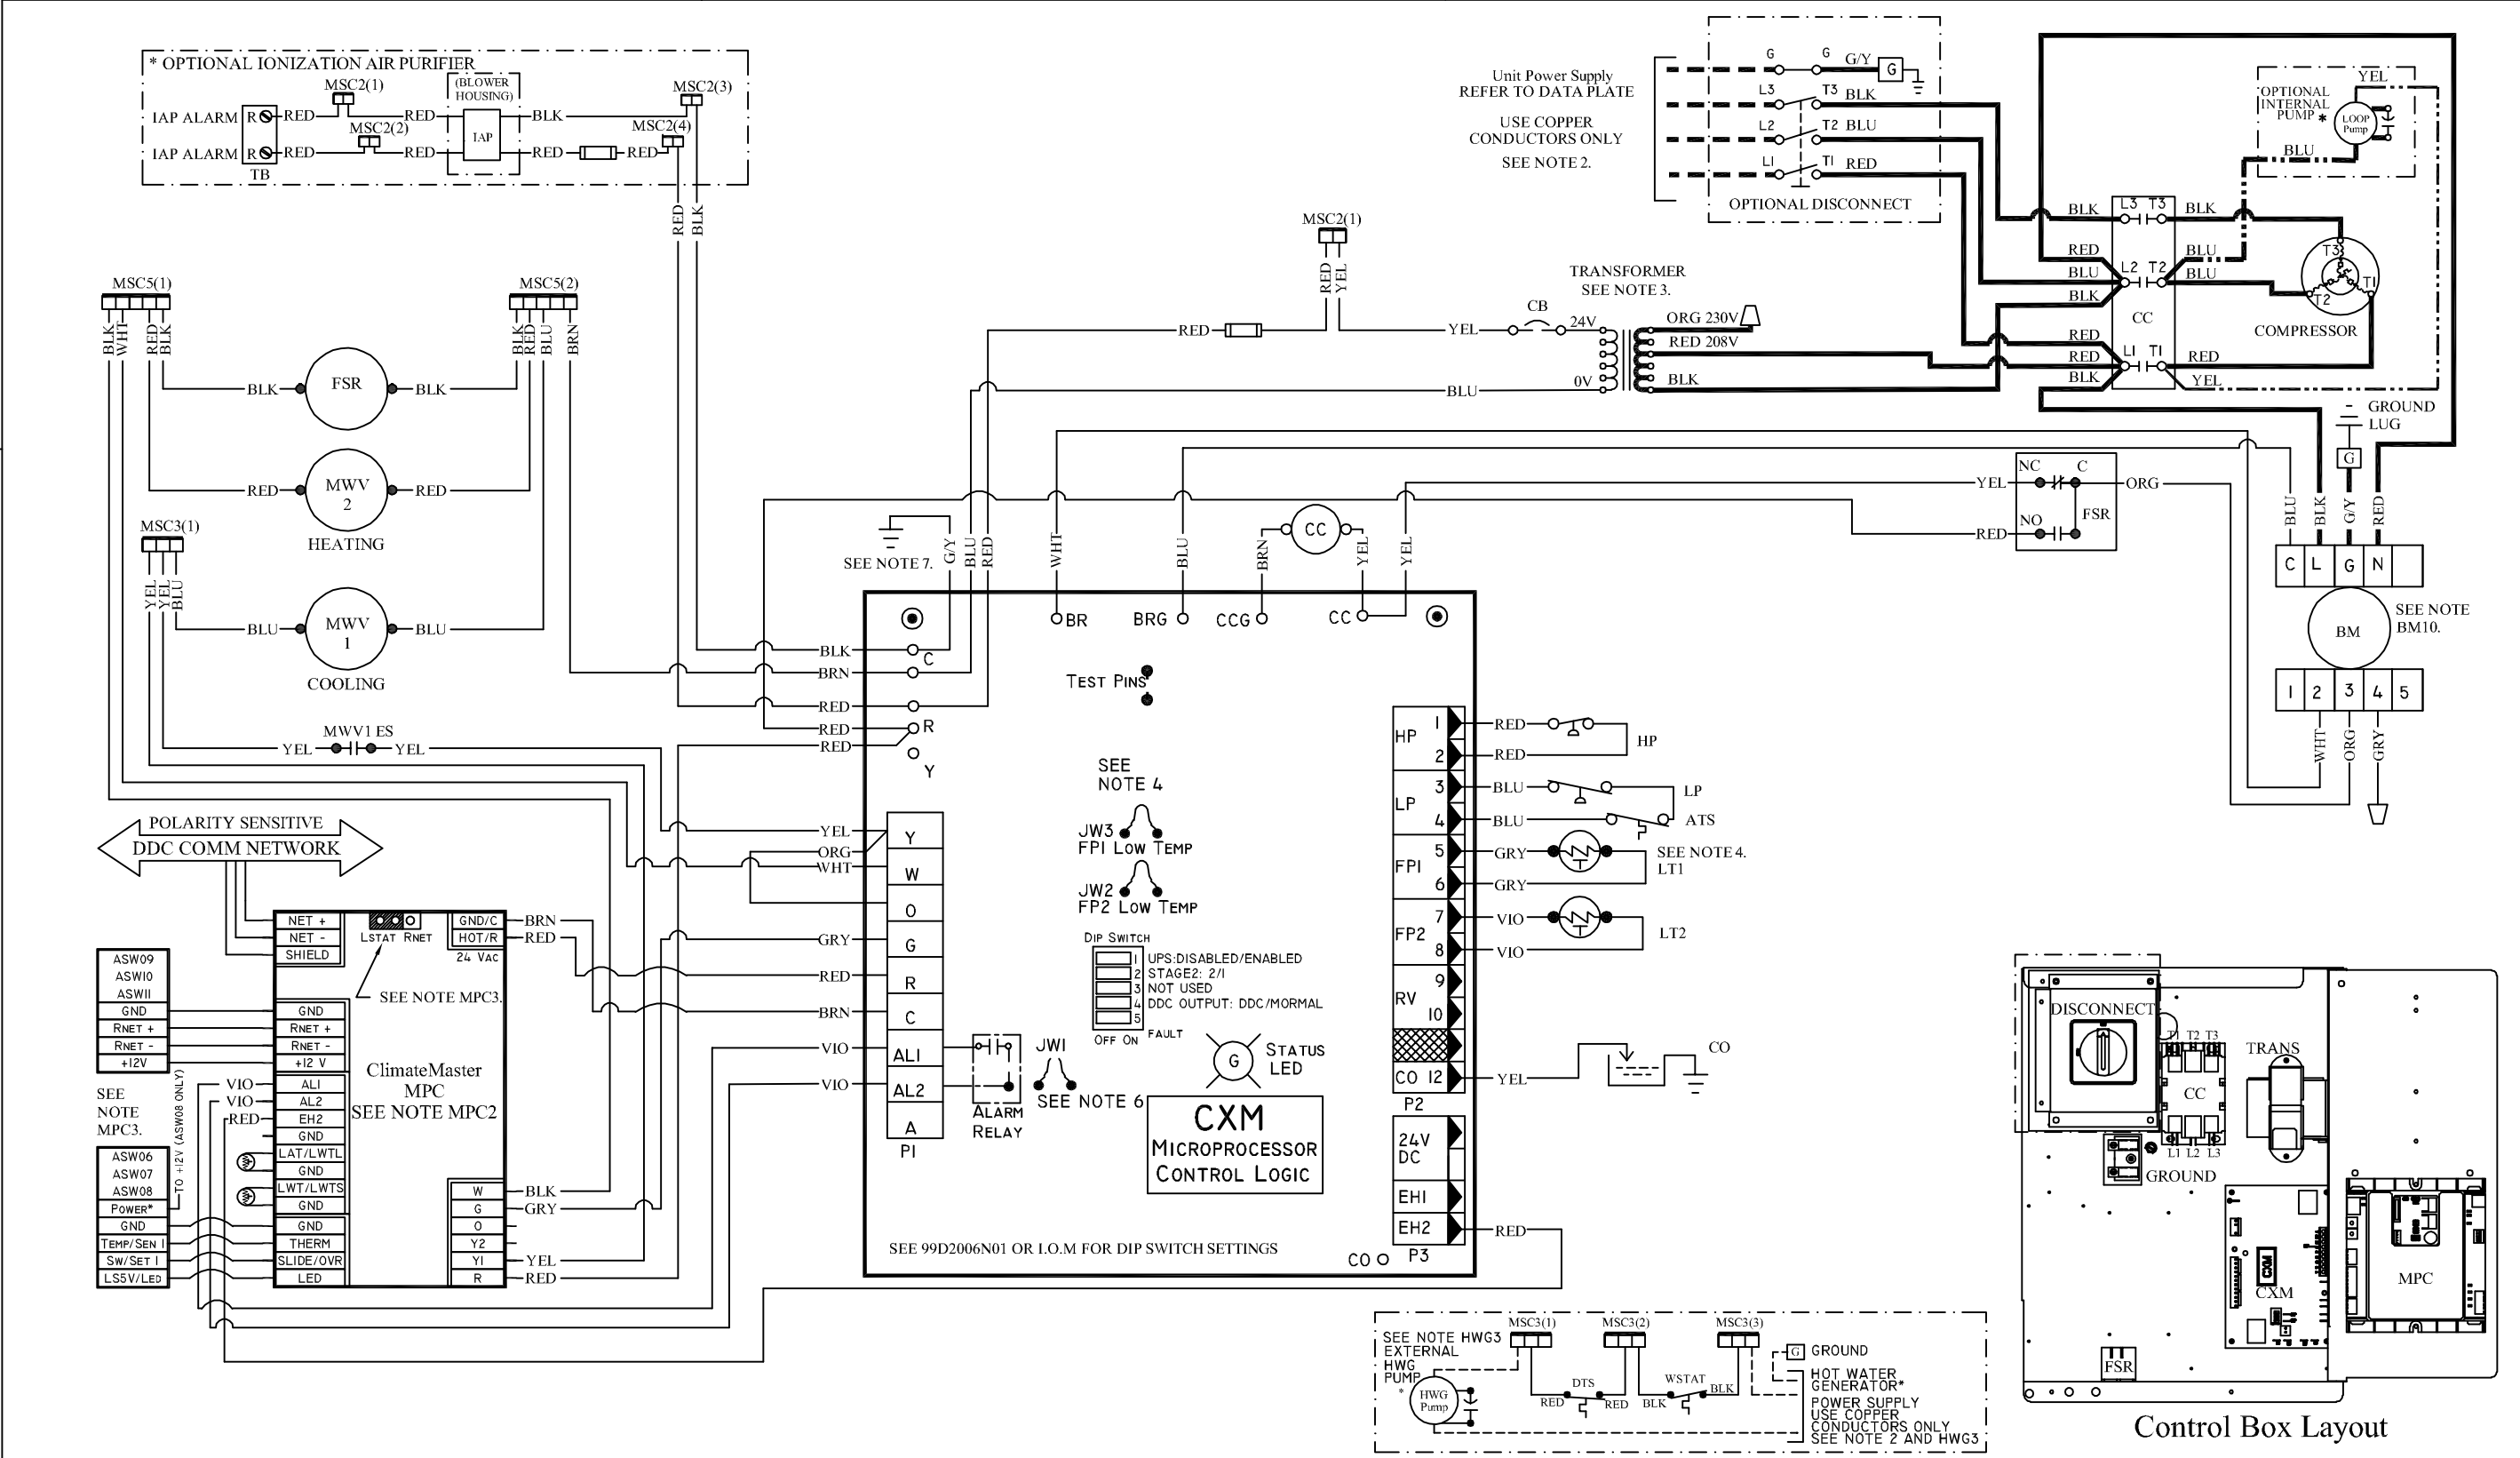 * OPTIONAL IONIZATION AIR PURIFIER
MSC2(1)
(BLOWER
HOUSING)
MSC2(3)
IAP ALARM R RED RED BLK
MSC2(2)
IAP
MSC2(4)
IAP ALARM R RED RED RED RED
TB
RED
BLK
Unit Power Supply
REFER TO DATA PLATE
USE COPPER
CONDUCTORS ONLY
SEE NOTE 2.
G G G/Y G
L3 T3 BLK
L2 T2 BLU
L1 T1 RED
OPTIONAL DISCONNECT
YEL
OPTIONAL
INTERNAL
PUMP *
LOOP
Pump
BLU
BLK L3 T3 BLK
RED BLU
BLU L2 T2 BLU
BLK
CC
RED
RED L1 T1 RED
BLK YEL
T3
T2
T1
COMPRESSOR
MSC2(1)
RED
YEL
RED
YEL
CB
24V
0V
BLU
TRANSFORMER
SEE NOTE 3.
ORG 230V
RED 208V
BLK
MSC5(1)
BLK
WHT
RED
BLK
MSC5(2)
BLK
RED
BLU
BRN
BLK FSR BLK
RED MWV
2 RED
HEATING
MSC3(1)
YEL
YEL
BLU
BLU MWV
1 BLU
COOLING
MWV1 ES
YEL YEL
GROUND
LUG
G
BLU
BLK
G/Y
RED
C L G N
BM
SEE NOTE
BM10.
1 2 3 4 5
WHT
ORG
GRY
YEL NC C ORG
FSR
RED NO
SEE NOTE 7.
G/Y
BLU
RED
WHT
BLU
BRN
CC
YEL
YEL
BR
BRG
CCG
CC
BLK
C
BRN
RED
RED R
RED
Y
TEST PINS
SEE
NOTE 4
JW3
FP1 LOW TEMP
JW2
FP2 LOW TEMP
DIP SWITCH
1 UPS:DISABLED/ENABLED
2 STAGE2: 2/1
3 NOT USED
4 DDC OUTPUT: DDC/MORMAL
5
OFF ON FAULT
YEL Y
ORG
WHT W
O
GRY G
RED R
BRN C
VIO AL1
VIO AL2
A
P1
ALARM
RELAY
JW1
SEE NOTE 6
G
STATUS
LED
CXM
MICROPROCESSOR
CONTROL LOGIC
SEE 99D2006N01 OR I.O.M FOR DIP SWITCH SETTINGS
HP 1 RED
2 RED HP
LP 3 BLU LP
4 BLU ATS
FP1 5 GRY SEE NOTE 4.
6 GRY LT1
FP2 7 VIO
8 VIO LT2
RV 9
10
CO 12 YEL CO
P2
24V
DC
EH1
EH2 RED
CO P3
POLARITY SENSITIVE
DDC COMM NETWORK
NET +
NET -
SHIELD
LSTAT RNET
GND/C BRN
HOT/R RED
24 VAC
SEE NOTE MPC3.
ASW09
ASW10
ASW11
GND GND
RNET + RNET +
RNET - RNET -
+12V +12 V
ClimateMaster
MPC
SEE NOTE MPC2
VIO AL1
VIO AL2
RED EH2
GND
LAT/LWTL
GND
LWT/LWTS
GND
SEE
NOTE
MPC3.
TO +12V (ASW08 ONLY)
ASW06
ASW07
ASW08
POWER*
GND GND
TEMP/SEN 1 THERM
SW/SET 1 SLIDE/OVR
LS5V/LED LED
W BLK
G GRY
O
Y2
Y1 YEL
R RED
SEE NOTE HWG3
EXTERNAL
HWG
PUMP
*
HWG
Pump
MSC3(1)
MSC3(2)
MSC3(3)
RED DTS RED
BLK WSTAT BLK
G GROUND
HOT WATER
GENERATOR*
POWER SUPPLY
USE COPPER
CONDUCTORS ONLY
SEE NOTE 2 AND HWG3
DISCONNECT
T1 T2 T3
CC
L1 L2 L3
TRANS
GROUND
CXM
CXM
MPC
FSR
Control Box Layout